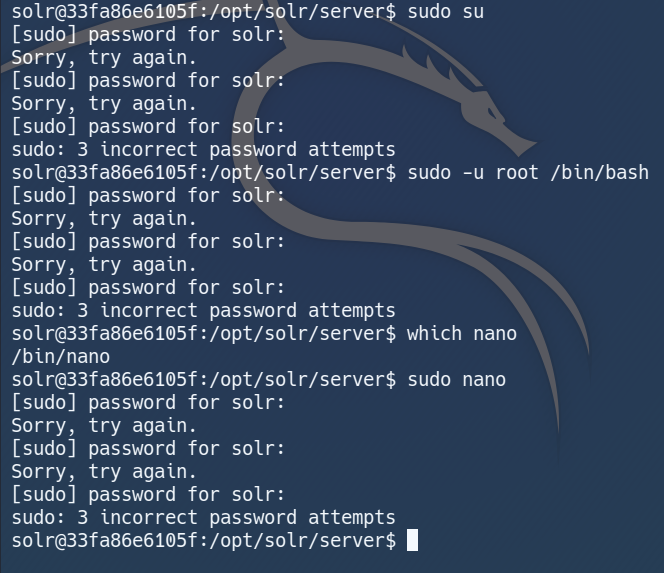 solr@33fa86e6105f:/opt/solr/server$ sudo su
[sudo] password for solr:
Sorry, try again.
[sudo] password for solr:
Sorry, try again.
[sudo] password for solr:
sudo: 3 incorrect password attempts
solr@33fa86e6105f:/opt/solr/server$ sudo -u root /bin/bash
[sudo] password for solr:
Sorry, try again.
[sudo] password for solr:
Sorry, try again.
[sudo] password for solr:
sudo: 3 incorrect password attempts
solr@33fa86e6105f:/opt/solr/server$ which nano
/bin/nano
solr@33fa86e6105f:/opt/solr/server$ sudo nano
[sudo] password for solr:
Sorry, try again.
[sudo] password for solr:
Sorry, try again.
[sudo] password for solr:
sudo: 3 incorrect password attempts
solr@33fa86e6105f:/opt/solr/server$